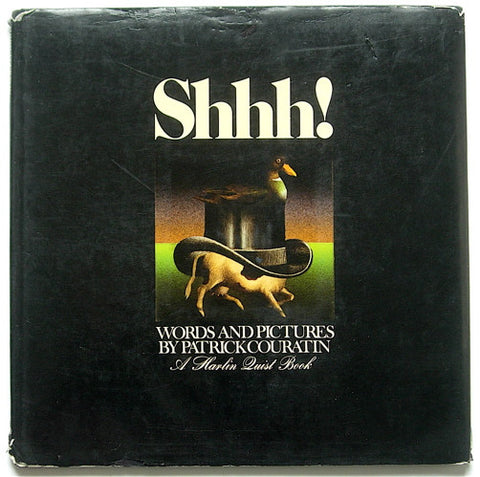 Shhh!
WORDS AND PICTURES
BY PATRICK COURATIN
A Harlin Quist Book